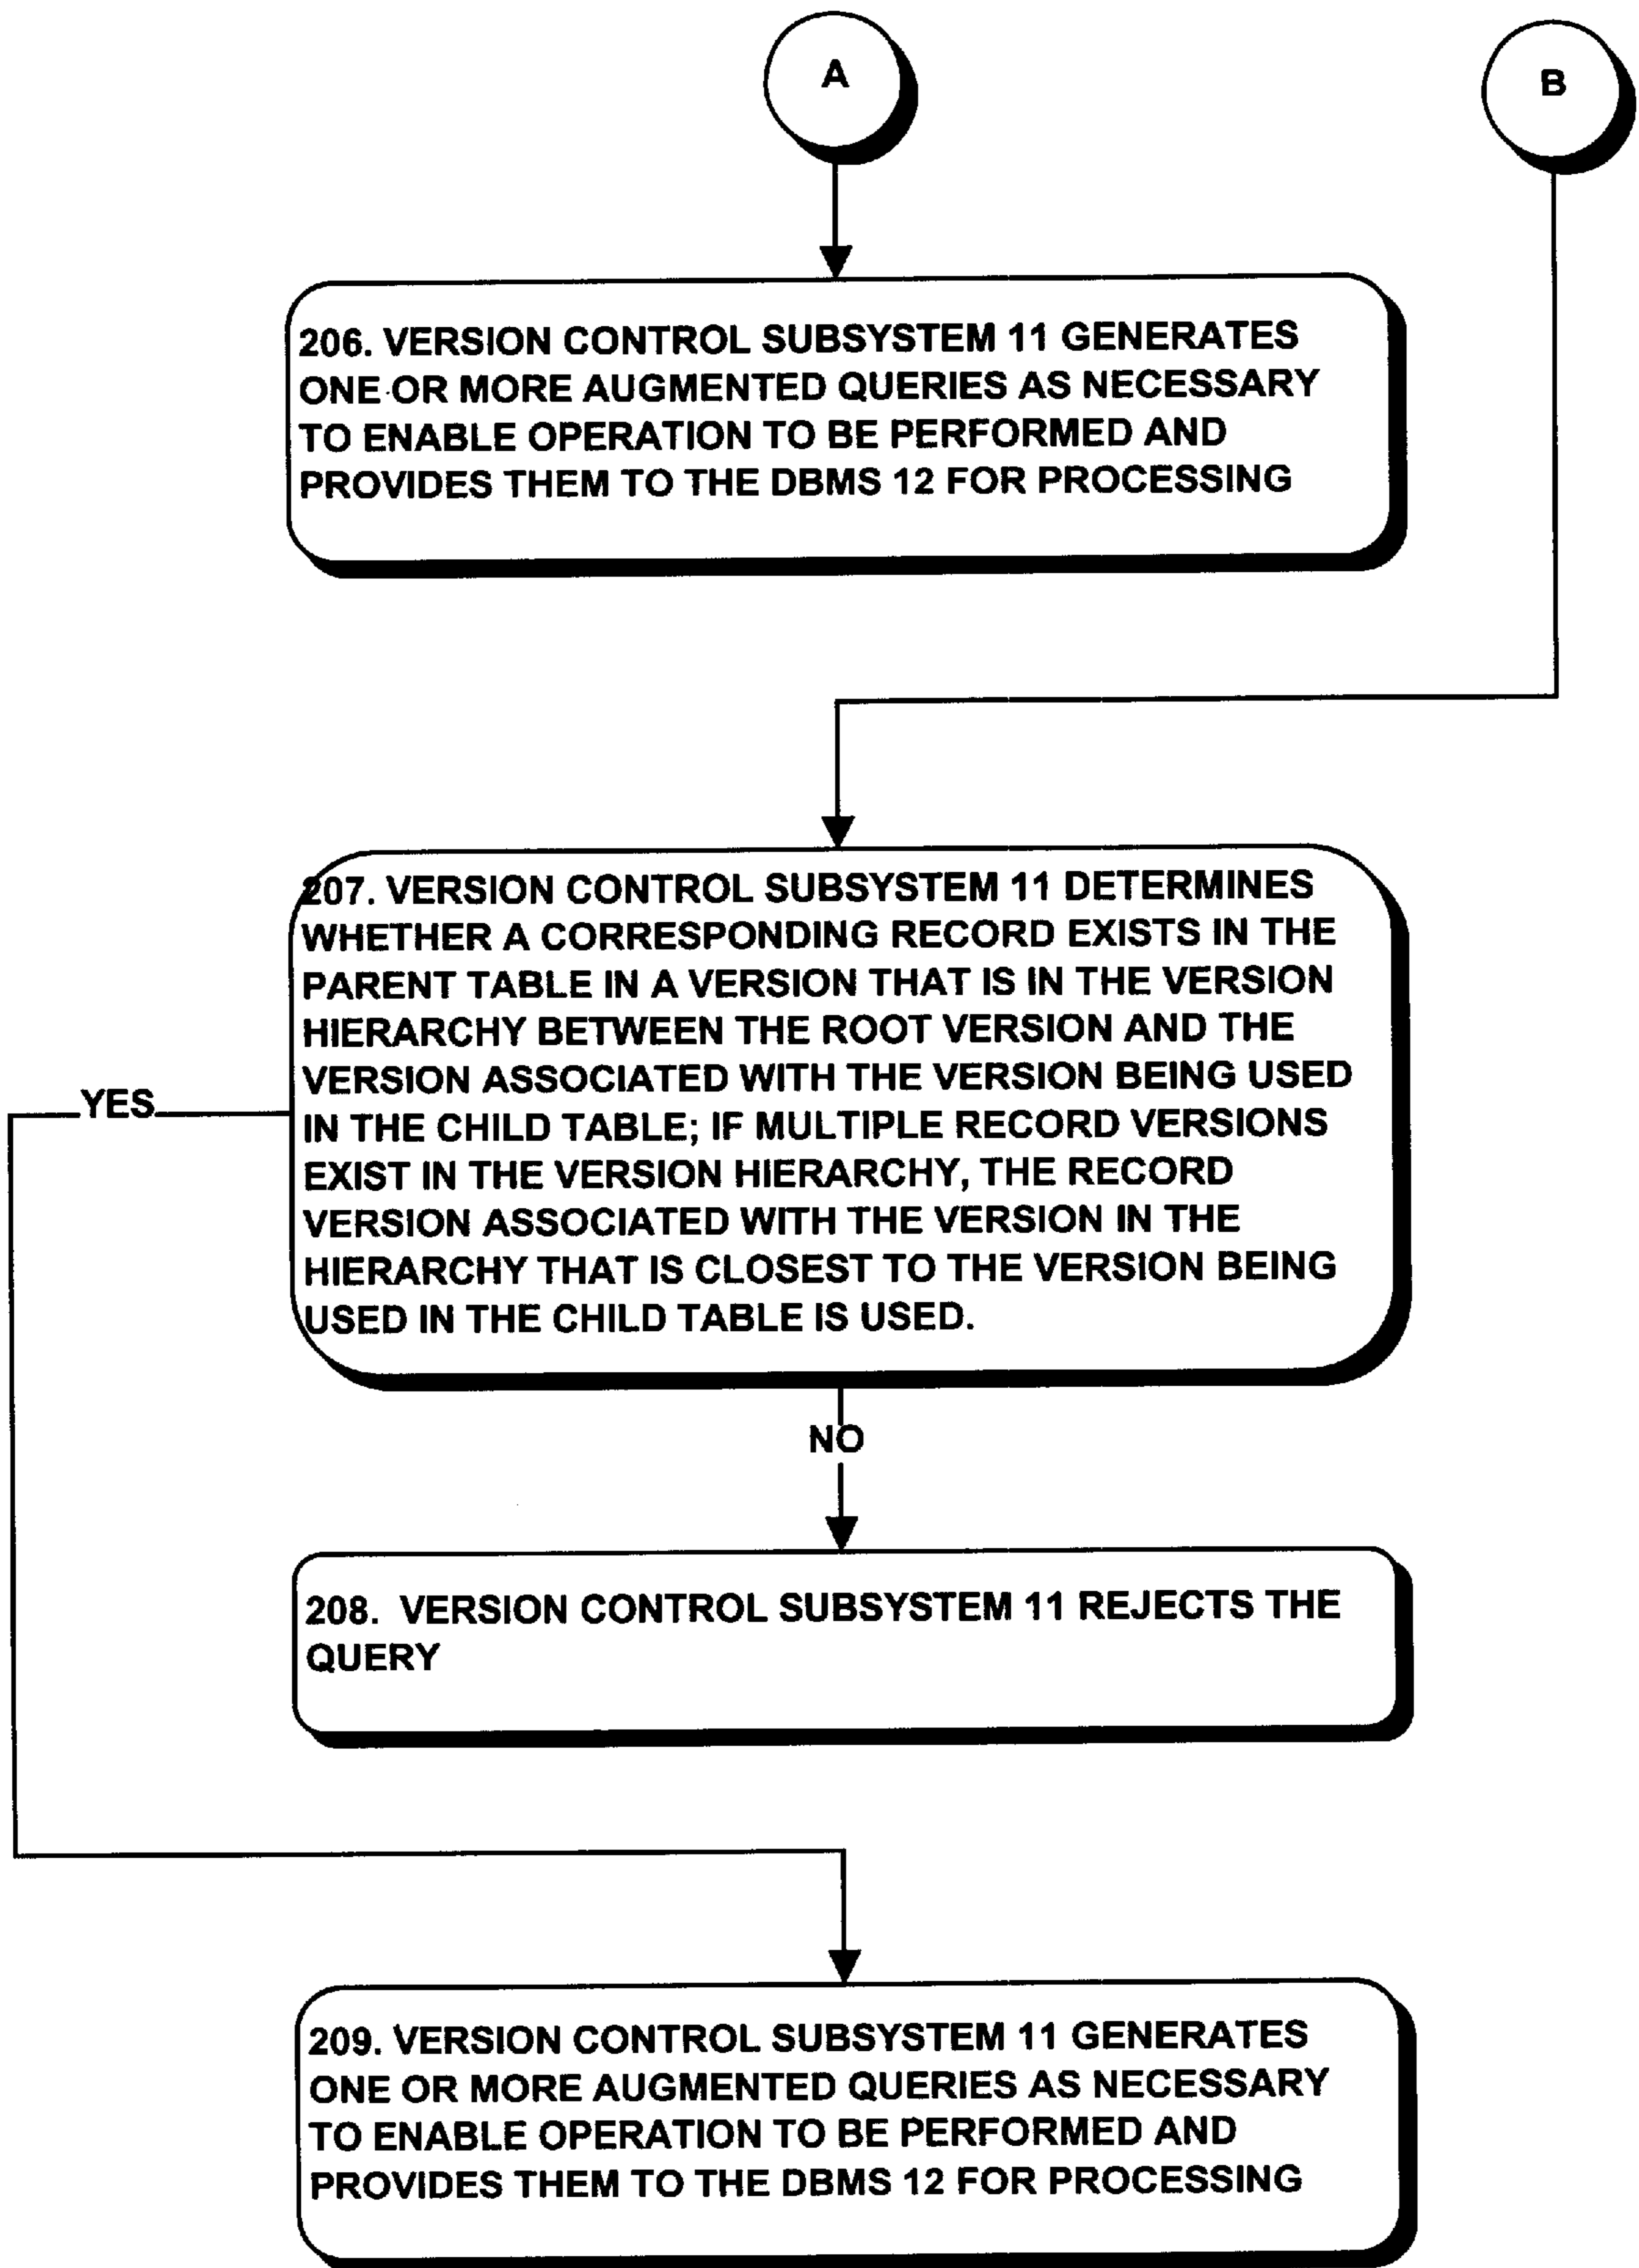 A
B
206. VERSION CONTROL SUBSYSTEM 11 GENERATES
ONE OR MORE AUGMENTED QUERIES AS NECESSARY
TO ENABLE OPERATION TO BE PERFORMED AND
PROVIDES THEM TO THE DBMS 12 FOR PROCESSING
207. VERSION CONTROL SUBSYSTEM 11 DETERMINES
WHETHER A CORRESPONDING RECORD EXISTS IN THE
PARENT TABLE IN A VERSION THAT IS IN THE VERSION
HIERARCHY BETWEEN THE ROOT VERSION AND THE
VERSION ASSOCIATED WITH THE VERSION BEING USED
IN THE CHILD TABLE; IF MULTIPLE RECORD VERSIONS
EXIST IN THE VERSION HIERARCHY, THE RECORD
VERSION ASSOCIATED WITH THE VERSION IN THE
HIERARCHY THAT IS CLOSEST TO THE VERSION BEING
USED IN THE CHILD TABLE IS USED.
YES
NO
208. VERSION CONTROL SUBSYSTEM 11 REJECTS THE
QUERY
209. VERSION CONTROL SUBSYSTEM 11 GENERATES
ONE OR MORE AUGMENTED QUERIES AS NECESSARY
TO ENABLE OPERATION TO BE PERFORMED AND
PROVIDES THEM TO THE DBMS 12 FOR PROCESSING